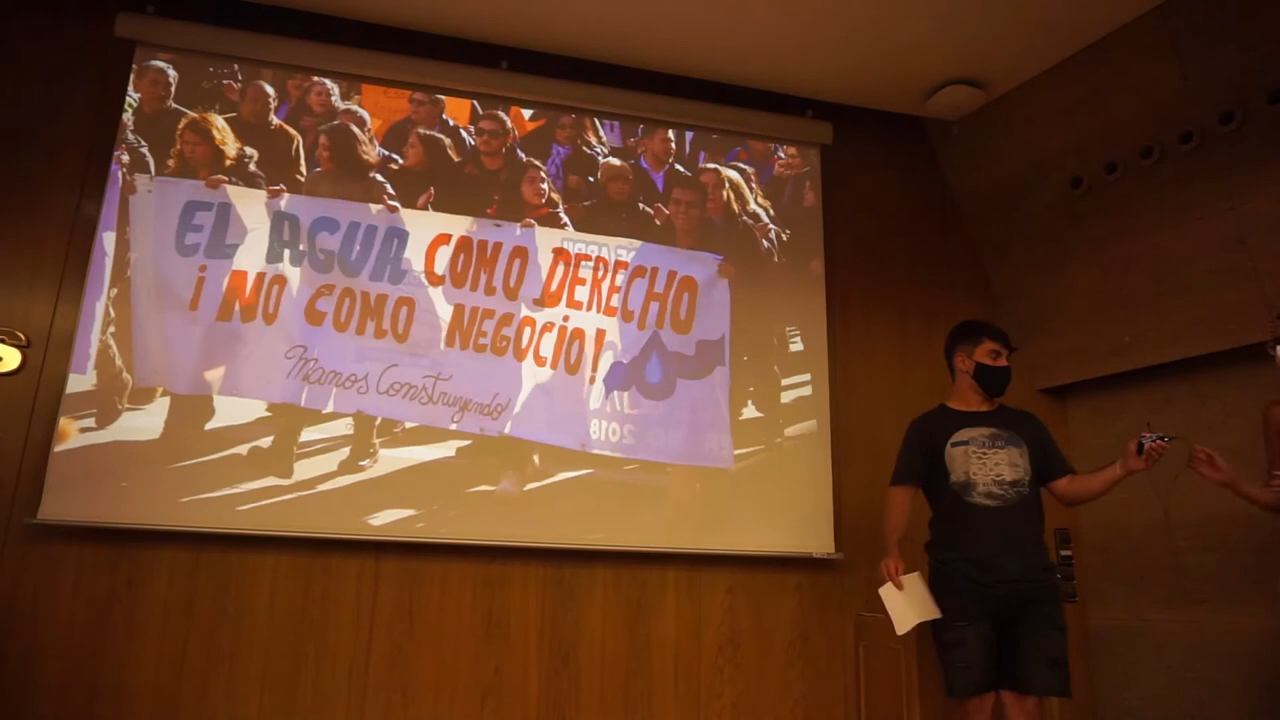 EL AGUA COMO DERECHO
¡NO COMO NEGOCIO!
Manos Construyendo
2018